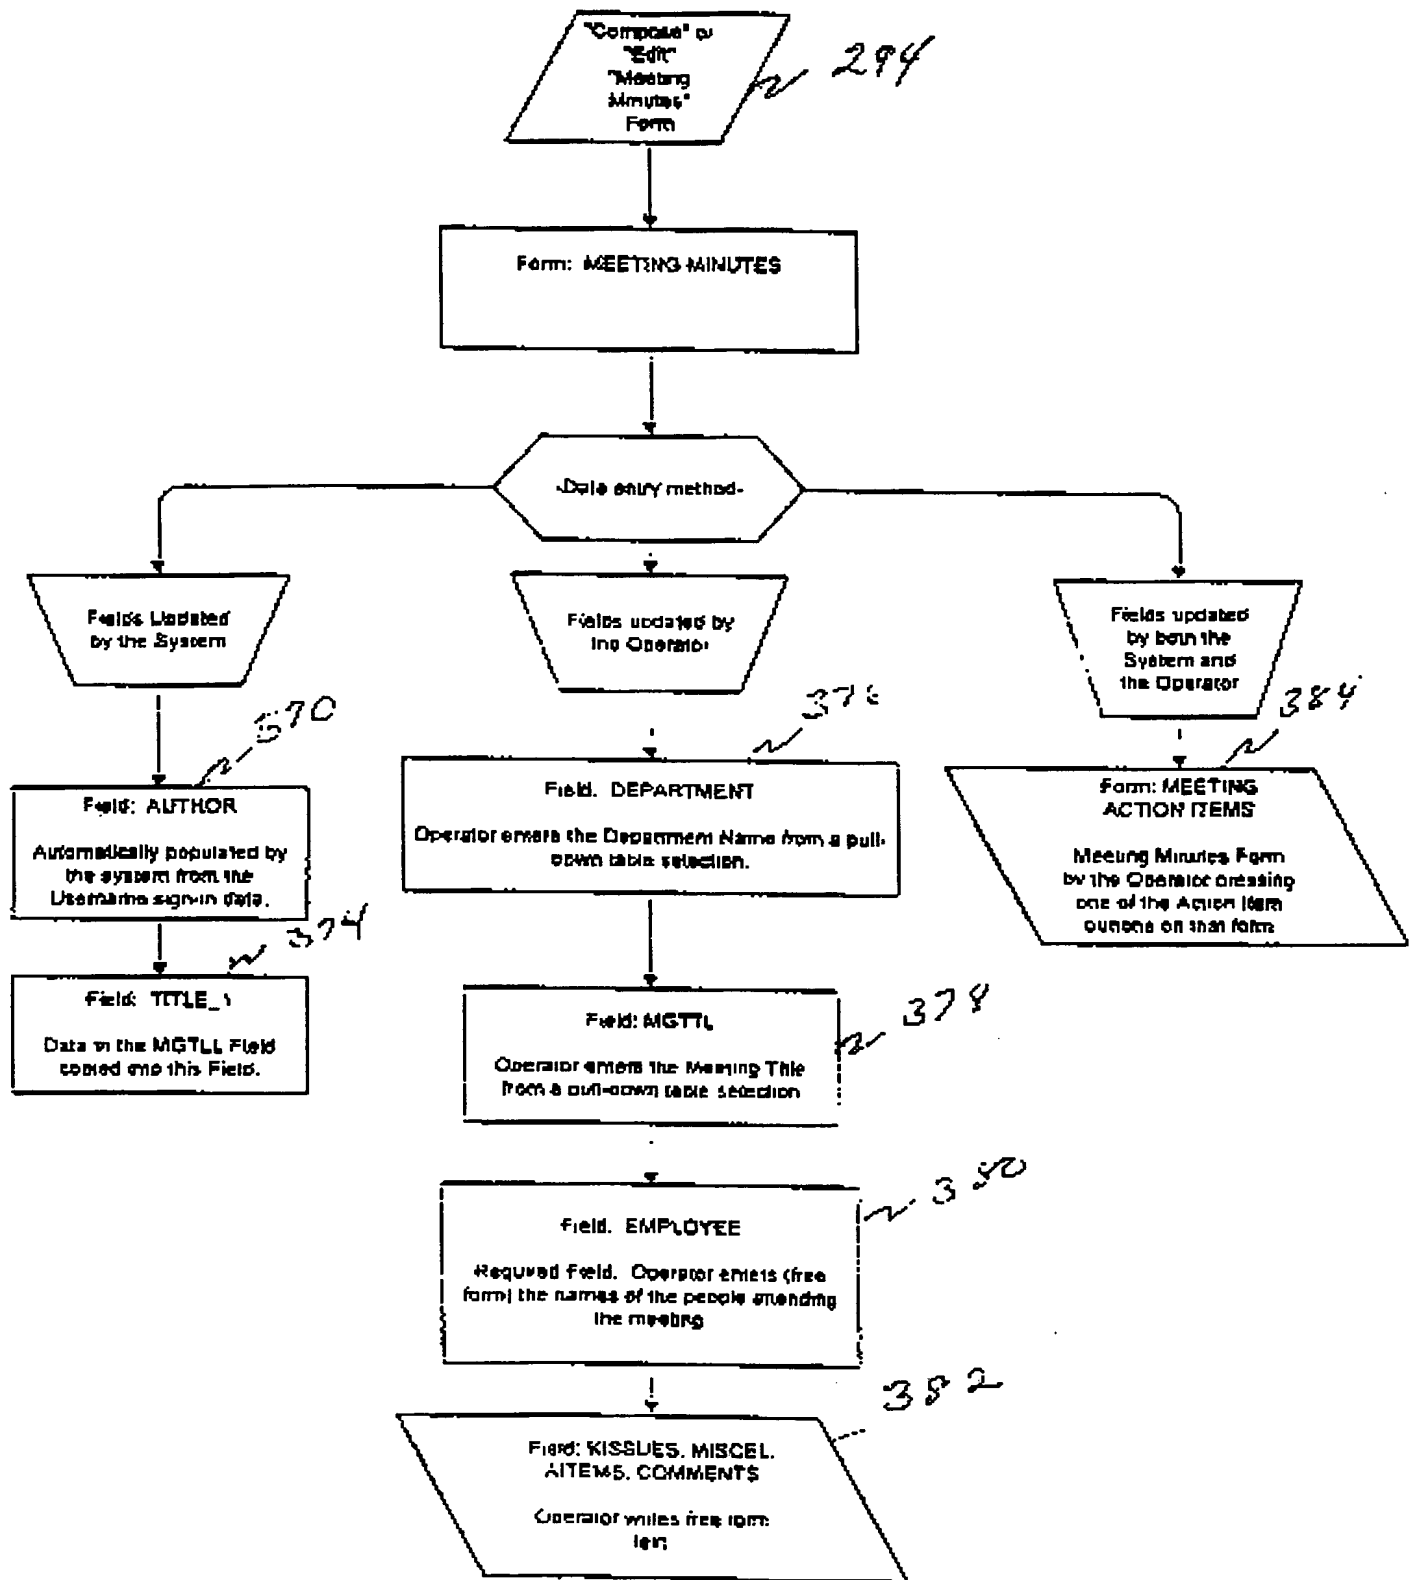 "Compose" or
"Edit"
"Meeting
Minutes"
Form
294
Form: MEETING MINUTES
Data entry method
Fields Updated
by the System
Fields updated by
the Operator
Fields updated
by both the
System and
the Operator
370
Field: AUTHOR
Automatically populated by
the system from the
Username sign-in data.
374
Field: TITLE_1
Data in the MGTLL Field
copied into this Field.
376
Field. DEPARTMENT
Operator enters the Department Name from a pull-
down table selection.
378
Field: MGTTL
Operator enters the Meeting Title
from a pull-down table selection
380
Field. EMPLOYEE
Required Field. Operator enters (free
form) the names of the people attending
the meeting
382
Field: KISSUES. MISCEL.
AITEMS. COMMENTS
Operator writes free form
text
384
Form: MEETING
ACTION ITEMS
Meeting Minutes Form
by the Operator pressing
one of the Action Item
buttons on that form